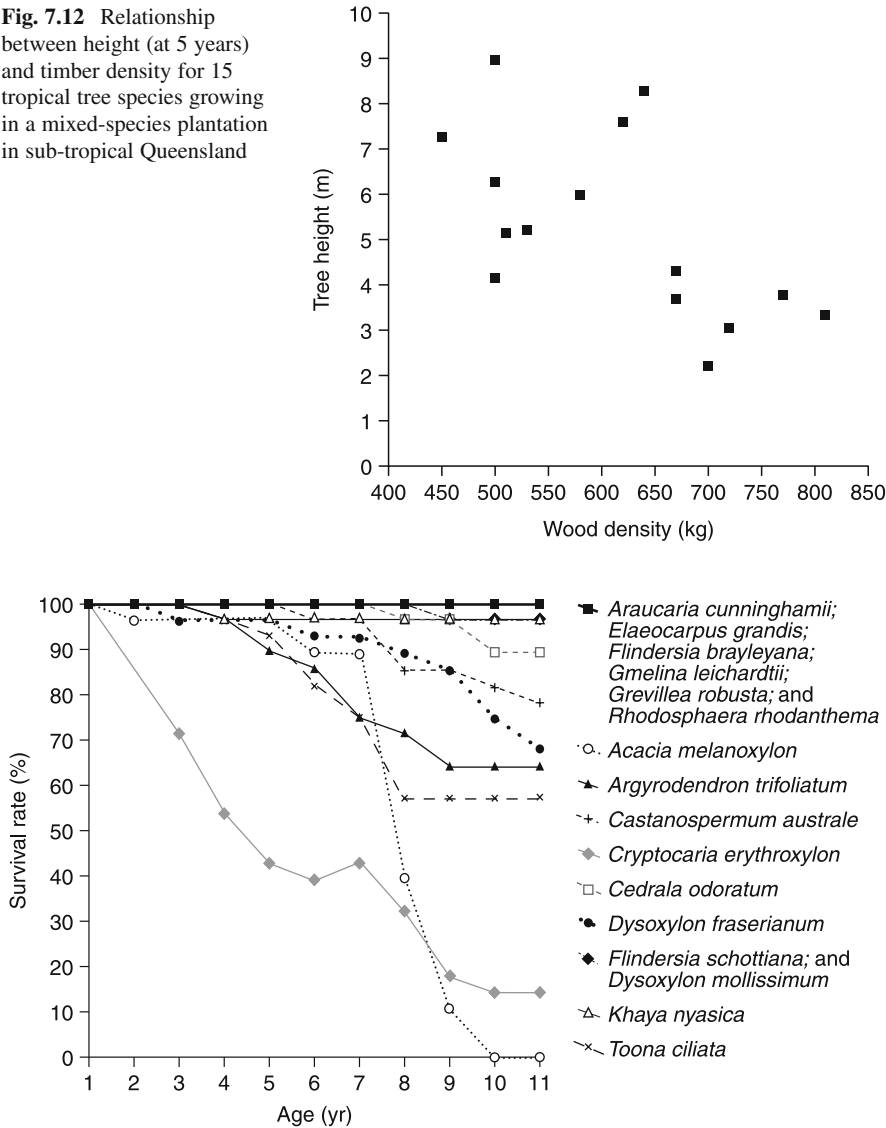 Fig. 7.12 Relationship
between height (at 5 years)
and timber density for 15
tropical tree species growing
in a mixed-species plantation
in sub-tropical Queensland
10
9
8
7
6
5
4
3
2
1
0
Tree height (m)
400 450 500 550 600 650 700 750 800 850
Wood density (kg)
100
90
80
70
60
50
40
30
20
10
0
Survival rate (%)
1 2 3 4 5 6 7 8 9 10 11
Age (yr)
Araucaria cunninghamii;
Elaeocarpus grandis;
Flindersia brayleyana;
Gmelina leichardtii;
Grevillea robusta; and
Rhodosphaera rhodanthema
Acacia melanoxylon
Argyrodendron trifoliatum
Castanospermum australe
Cryptocaria erythroxylon
Cedrala odoratum
Dysoxylon fraserianum
Flindersia schottiana; and
Dysoxylon mollissimum
Khaya nyasica
Toona ciliata